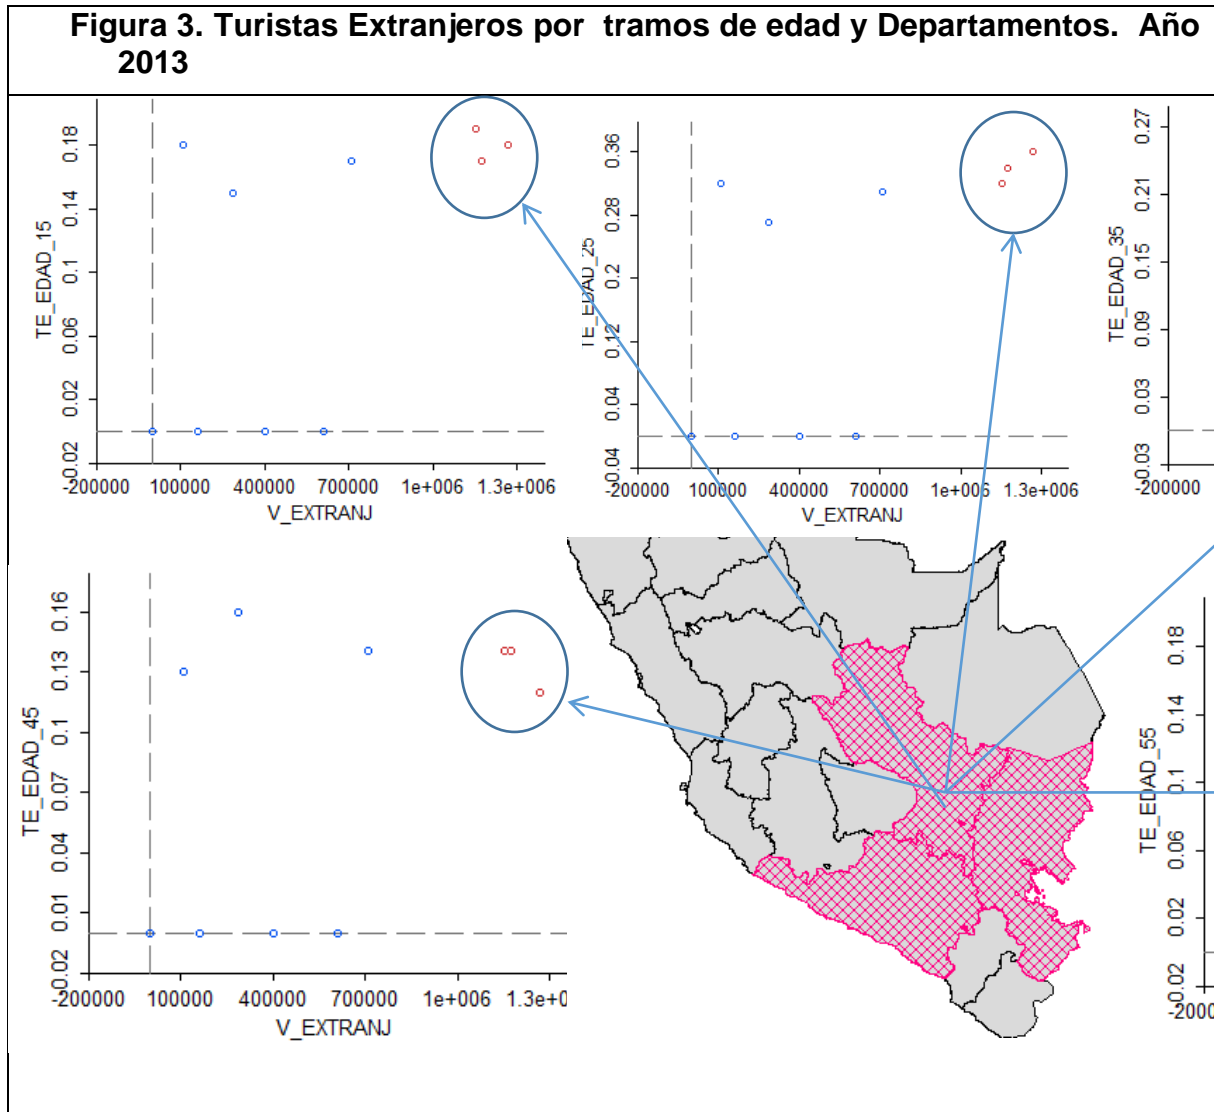 Figura 3. Turistas Extranjeros por tramos de edad y Departamentos. Año
2013
TE_EDAD_15
0.18
0.14
0.1
0.06
0.02
-0.02
-200000 100000 400000 700000 1e+006 1.3e+006
V_EXTRANJ
TE_EDAD_25
0.36
0.28
0.2
0.12
0.04
-0.04
-200000 100000 400000 700000 1e+006 1.3e+006
V_EXTRANJ
TE_EDAD_35
0.27
0.21
0.15
0.09
0.03
-0.03
-200000
TE_EDAD_45
0.16
0.13
0.1
0.07
0.04
0.01
-0.02
-200000 100000 400000 700000 1e+006 1.3e+0
V_EXTRANJ
TE_EDAD_55
0.18
0.14
0.1
0.06
0.02
-0.02
-2000